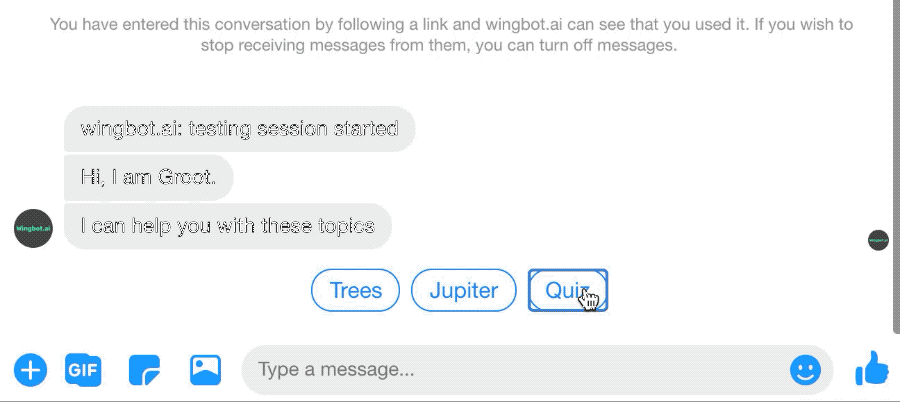 You have entered this conversation by following a link and wingbot.ai can see that you used it. If you wish to
stop receiving messages from them, you can turn off messages.
wingbot.ai: testing session started
Hi, I am Groot.
I can help you with these topics
Wingbot.ai
Trees
Jupiter
Quiz
GIF
Type a message...